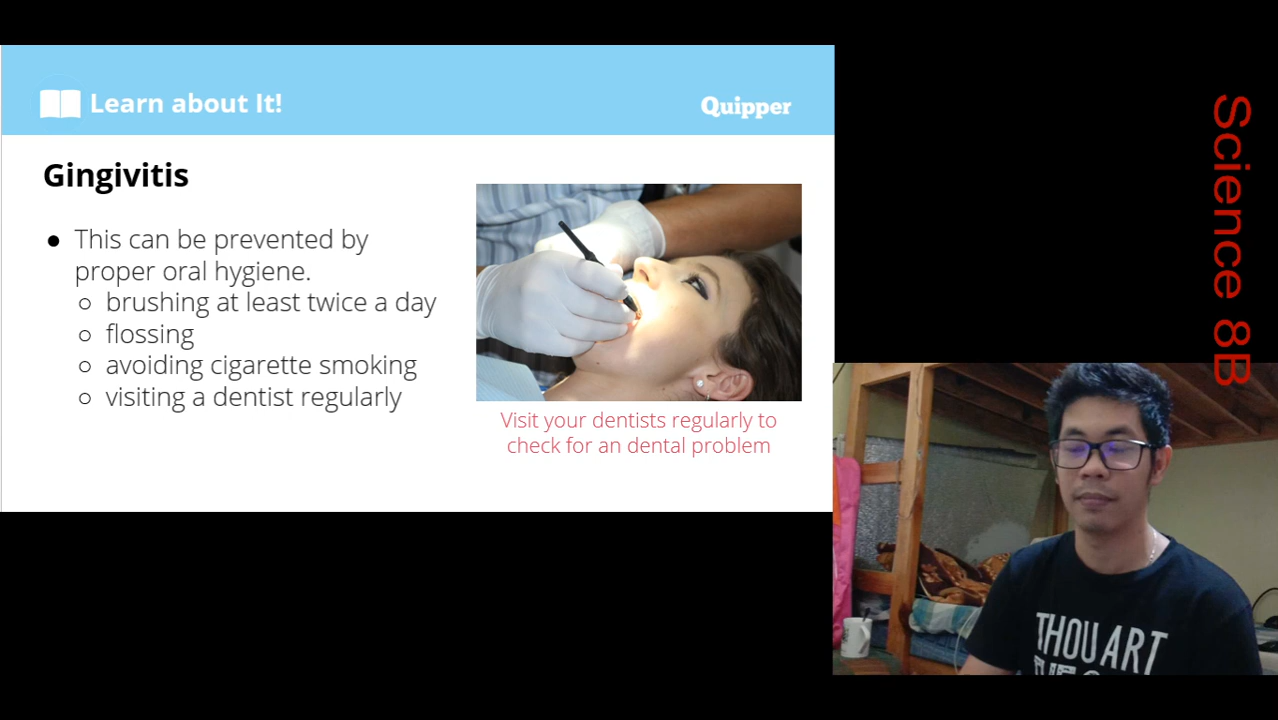 Learn about It!
Quipper
Gingivitis
● This can be prevented by
proper oral hygiene.
○ brushing at least twice a day
○ flossing
○ avoiding cigarette smoking
○ visiting a dentist regularly
Visit your dentists regularly to
check for an dental problem
Science 8B
THOU ART